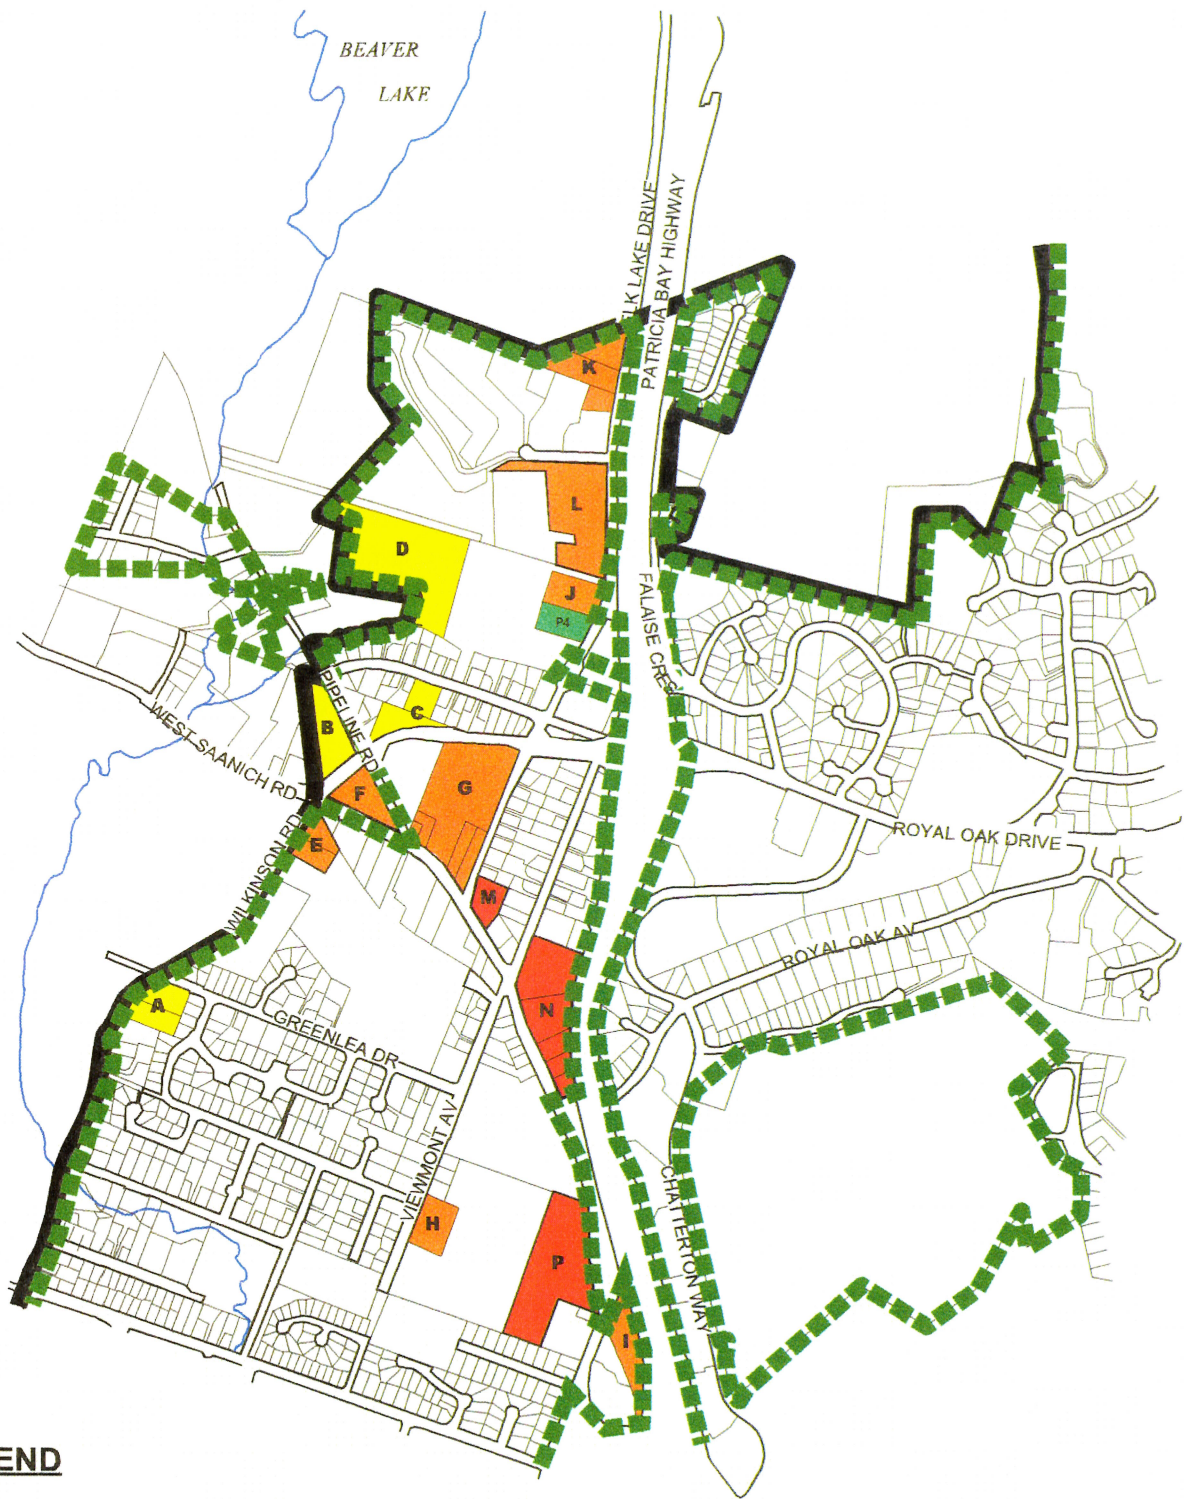 BEAVER
LAKE
LK LAKE DRIVE
PATRICIA BAY HIGHWAY
K
L
D
J
P4
FALAISE CRES
PIPELINE RD
C
B
WEST SAANICH RD
G
F
E
WILKINSON RD
ROYAL OAK DRIVE
M
ROYAL OAK AV
N
A
GREENLEA DR
VIEWMONT AV
CHATTERTON WAY
H
P
I
END